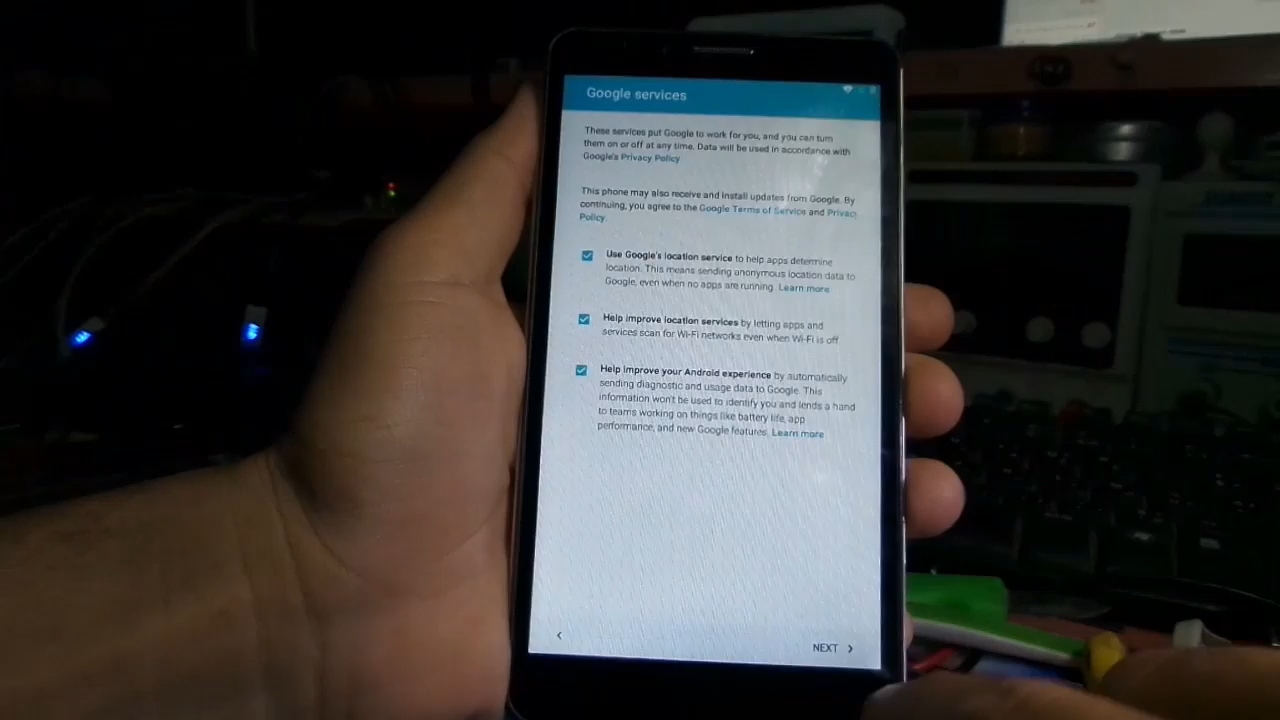 Google services
These services put Google to work for you, and you can turn
them on or off at any time. Data will be used in accordance with
Google's Privacy Policy
This phone may also receive and install updates from Google. By
continuing, you agree to the Google Terms of Service and Privac
Policy.
Use Google's location service to help apps determine
location. This means sending anonymous location data to
Google, even when no apps are running. Learn more
Help improve location services by letting apps and
services scan for Wi-Fi networks even when Wi-Fi is off
Help improve your Android experience by automatically
sending diagnostic and usage data to Google. This
information won't be used to identify you and lends a hand
to teams working on things like battery life, app
performance, and new Google features. Learn more
NEXT